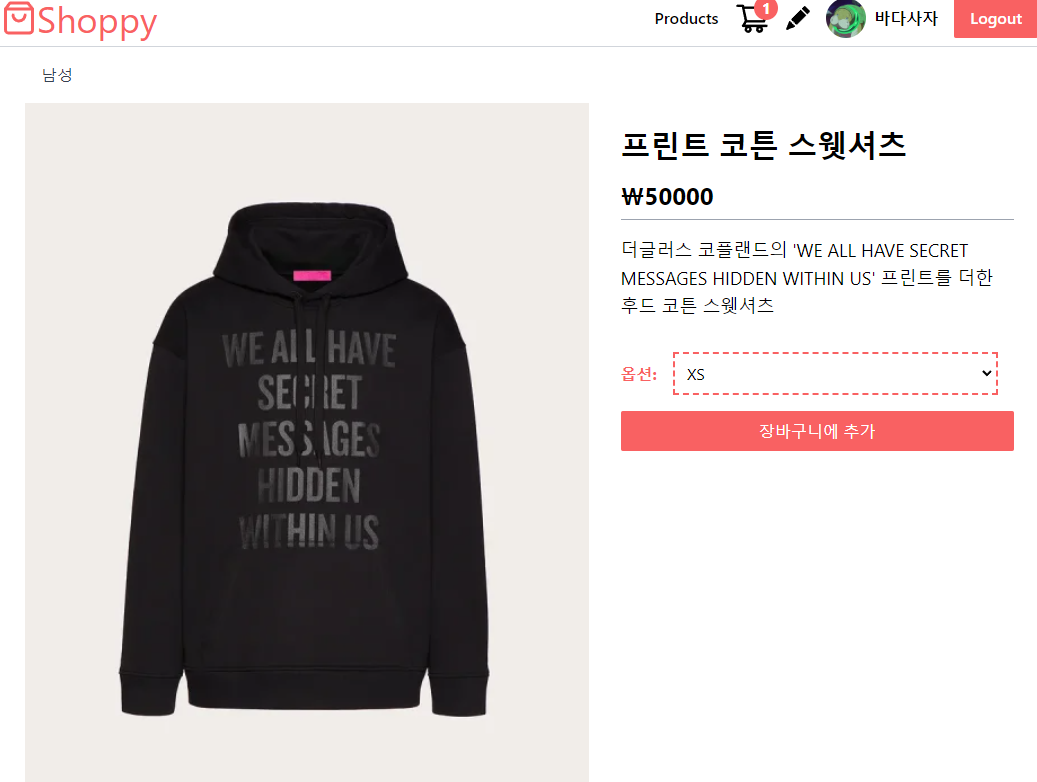 Shoppy
Products
1
바다사자
Logout
남성
프린트 코튼 스웻셔츠
₩50000
더글러스 코플랜드의 'WE ALL HAVE SECRET
MESSAGES HIDDEN WITHIN US' 프린트를 더한
후드 코튼 스웻셔츠
옵션:
XS
장바구니에 추가
WE ALL HAVE
SECRET
MESSAGES
HIDDEN
WITHIN US